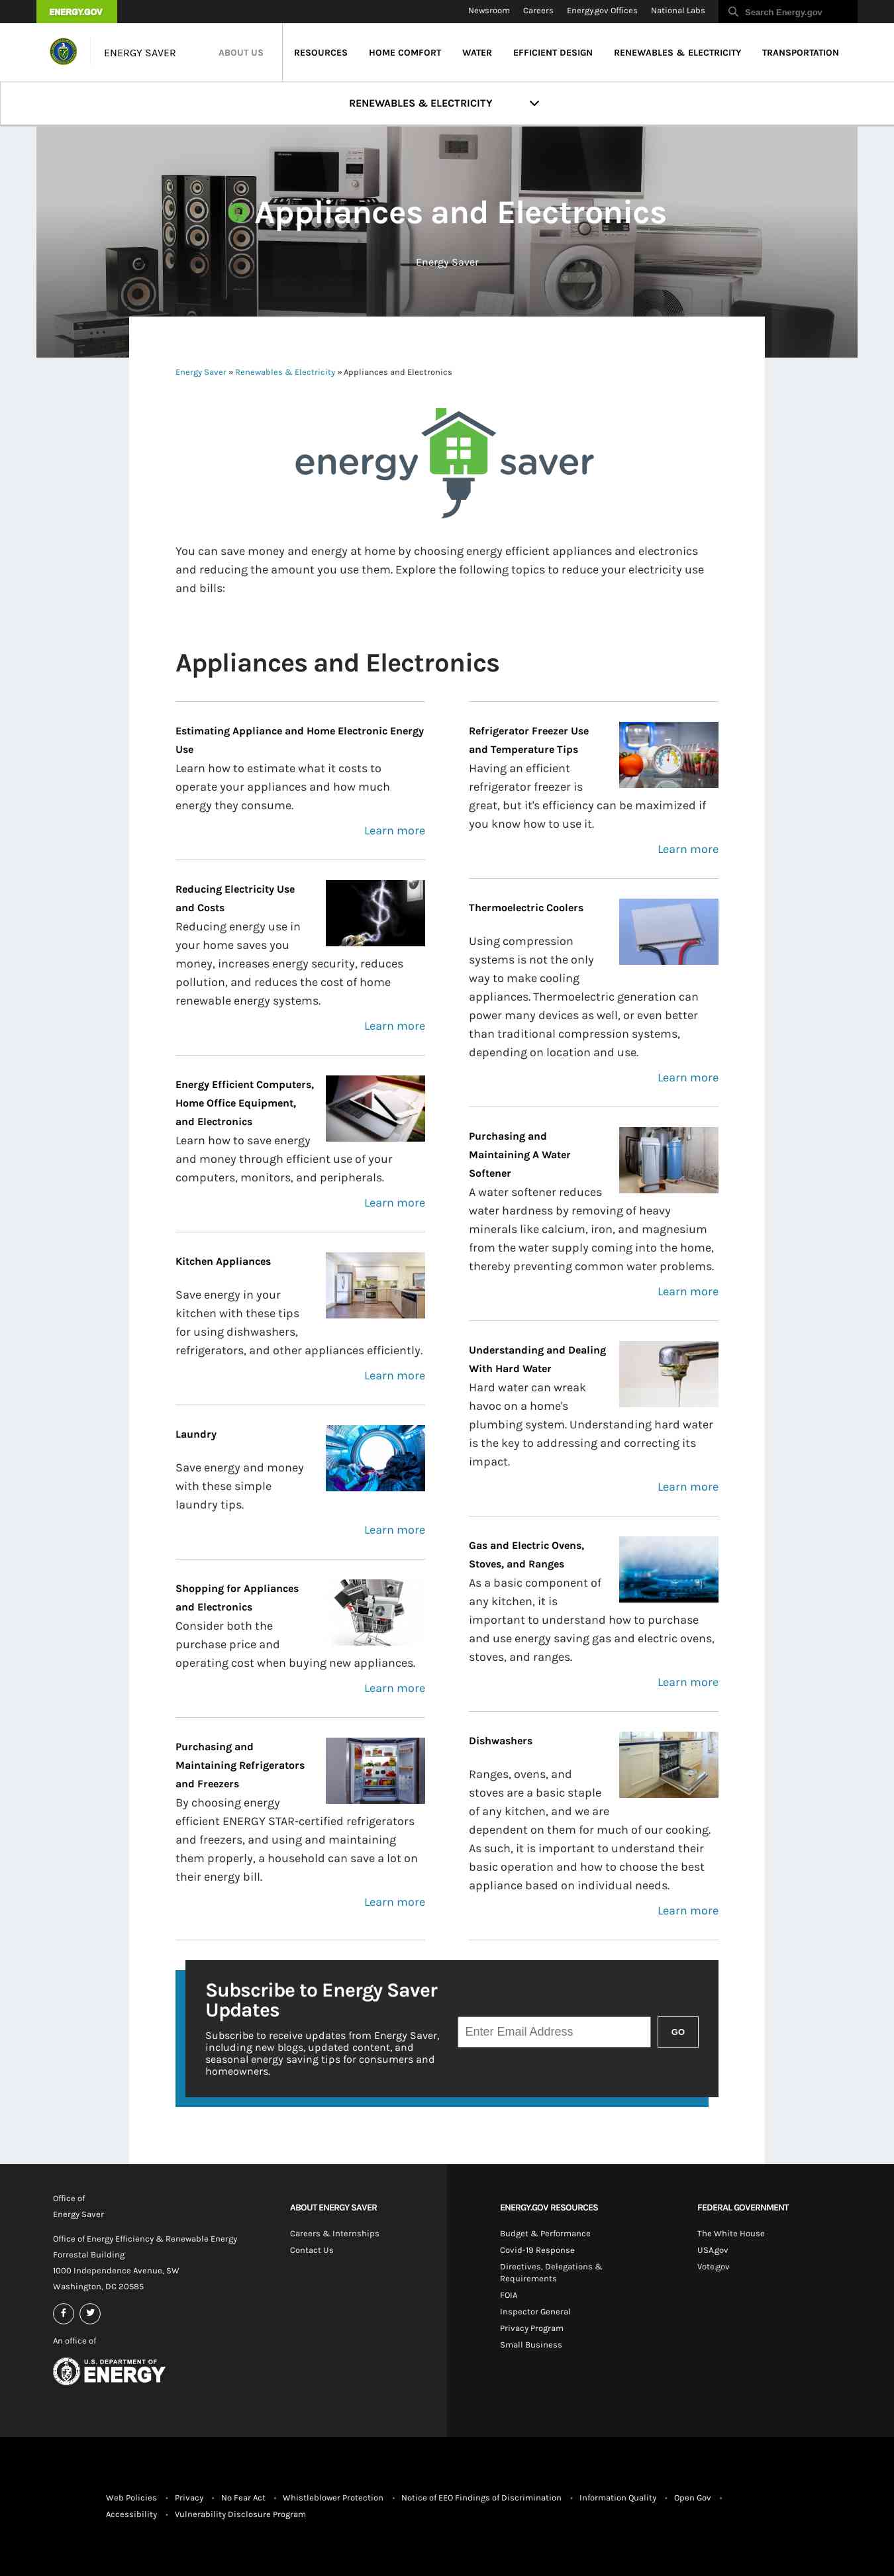 ENERGY.GOV
Newsroom Careers Energy.gov Offices National Labs Search Energy.gov
ENERGY SAVER ABOUT US RESOURCES HOME COMFORT WATER EFFICIENT DESIGN RENEWABLES & ELECTRICITY TRANSPORTATION
RENEWABLES & ELECTRICITY
Appliances and Electronics
Energy Saver
Energy Saver » Renewables & Electricity » Appliances and Electronics
energy saver
You can save money and energy at home by choosing energy efficient appliances and electronics
and reducing the amount you use them. Explore the following topics to reduce your electricity use
and bills:
Appliances and Electronics
Estimating Appliance and Home Electronic Energy
Use
Learn how to estimate what it costs to
operate your appliances and how much
energy they consume.
Learn more
Reducing Electricity Use
and Costs
Reducing energy use in
your home saves you
money, increases energy security, reduces
pollution, and reduces the cost of home
renewable energy systems.
Learn more
Energy Efficient Computers,
Home Office Equipment,
and Electronics
Learn how to save energy
and money through efficient use of your
computers, monitors, and peripherals.
Learn more
Kitchen Appliances
Save energy in your
kitchen with these tips
for using dishwashers,
refrigerators, and other appliances efficiently.
Learn more
Laundry
Save energy and money
with these simple
laundry tips.
Learn more
Shopping for Appliances
and Electronics
Consider both the
purchase price and
operating cost when buying new appliances.
Learn more
Purchasing and
Maintaining Refrigerators
and Freezers
By choosing energy
efficient ENERGY STAR-certified refrigerators
and freezers, and using and maintaining
them properly, a household can save a lot on
their energy bill.
Learn more
Refrigerator Freezer Use
and Temperature Tips
Having an efficient
refrigerator freezer is
great, but it's efficiency can be maximized if
you know how to use it.
Learn more
Thermoelectric Coolers
Using compression
systems is not the only
way to make cooling
appliances. Thermoelectric generation can
power many devices as well, or even better
than traditional compression systems,
depending on location and use.
Learn more
Purchasing and
Maintaining A Water
Softener
A water softener reduces
water hardness by removing of heavy
minerals like calcium, iron, and magnesium
from the water supply coming into the home,
thereby preventing common water problems.
Learn more
Understanding and Dealing
With Hard Water
Hard water can wreak
havoc on a home's
plumbing system. Understanding hard water
is the key to addressing and correcting its
impact.
Learn more
Gas and Electric Ovens,
Stoves, and Ranges
As a basic component of
any kitchen, it is
important to understand how to purchase
and use energy saving gas and electric ovens,
stoves, and ranges.
Learn more
Dishwashers
Ranges, ovens, and
stoves are a basic staple
of any kitchen, and we are
dependent on them for much of our cooking.
As such, it is important to understand their
basic operation and how to choose the best
appliance based on individual needs.
Learn more
Subscribe to Energy Saver
Updates
Subscribe to receive updates from Energy Saver,
including new blogs, updated content, and
seasonal energy saving tips for consumers and
homeowners.
Enter Email Address GO
Office of
Energy Saver
Office of Energy Efficiency & Renewable Energy
Forrestal Building
1000 Independence Avenue, SW
Washington, DC 20585
An office of
U.S. DEPARTMENT OF
ENERGY
ABOUT ENERGY SAVER
Careers & Internships
Contact Us
ENERGY.GOV RESOURCES
Budget & Performance
Covid-19 Response
Directives, Delegations &
Requirements
FOIA
Inspector General
Privacy Program
Small Business
FEDERAL GOVERNMENT
The White House
USA.gov
Vote.gov
Web Policies • Privacy • No Fear Act • Whistleblower Protection • Notice of EEO Findings of Discrimination • Information Quality • Open Gov •
Accessibility • Vulnerability Disclosure Program